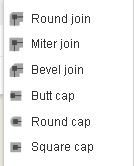 Round join
Miter join
Bevel join
Butt cap
Round cap
Square cap